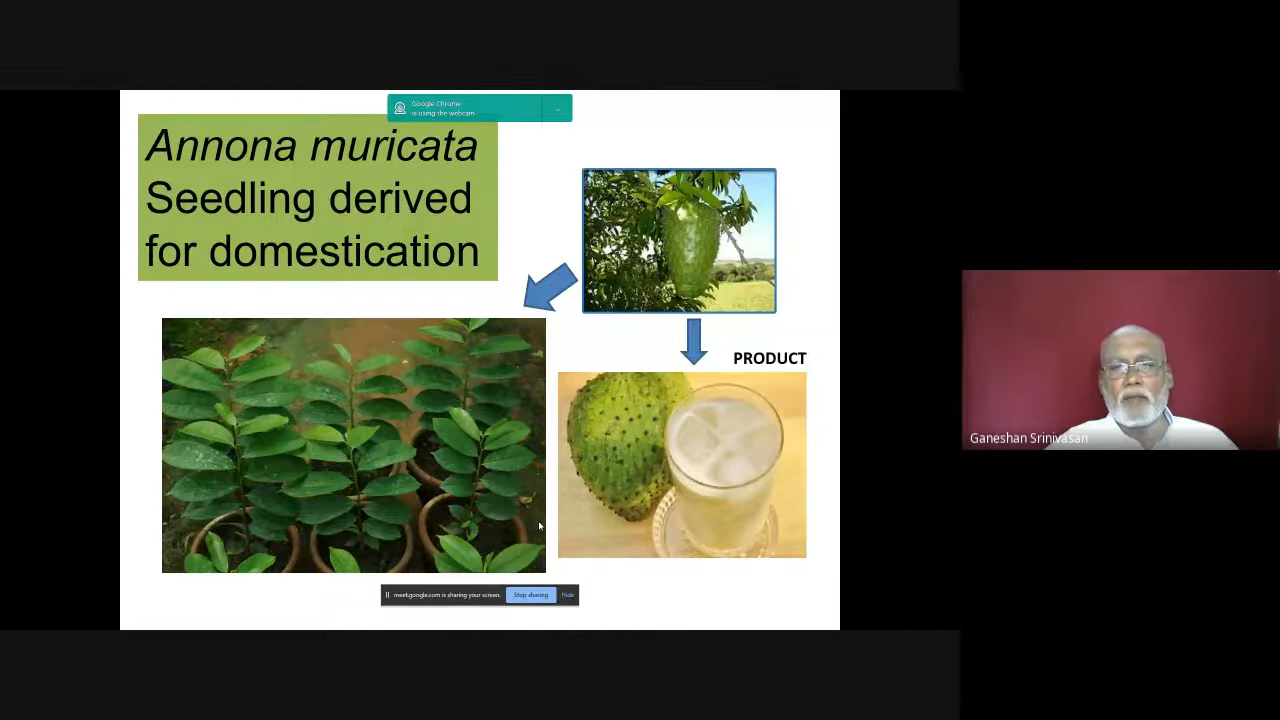 Google Chrome
is using the webcam
Annona muricata
Seedling derived
for domestication
PRODUCT
Ganeshan Srinivasan
meet.google.com is sharing your screen.
Stop sharing
Hide